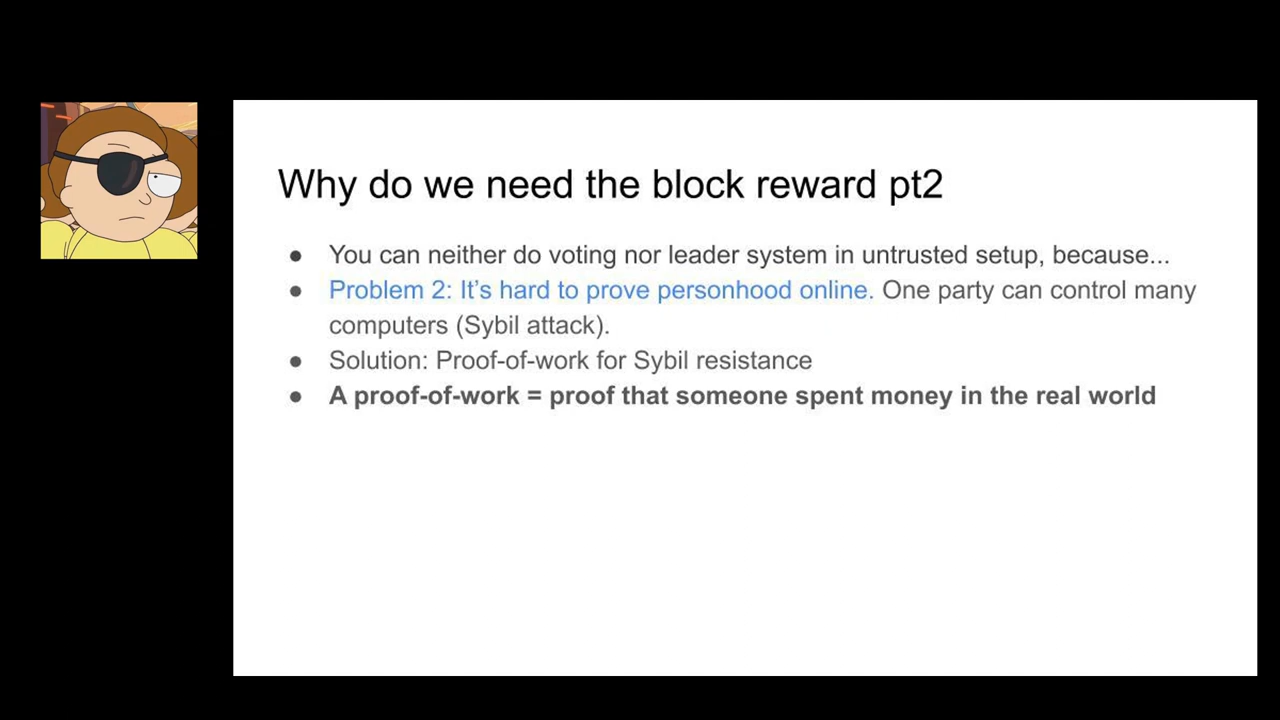 Why do we need the block reward pt2
● You can neither do voting nor leader system in untrusted setup, because...
● Problem 2: It’s hard to prove personhood online. One party can control many
computers (Sybil attack).
● Solution: Proof-of-work for Sybil resistance
● A proof-of-work = proof that someone spent money in the real world